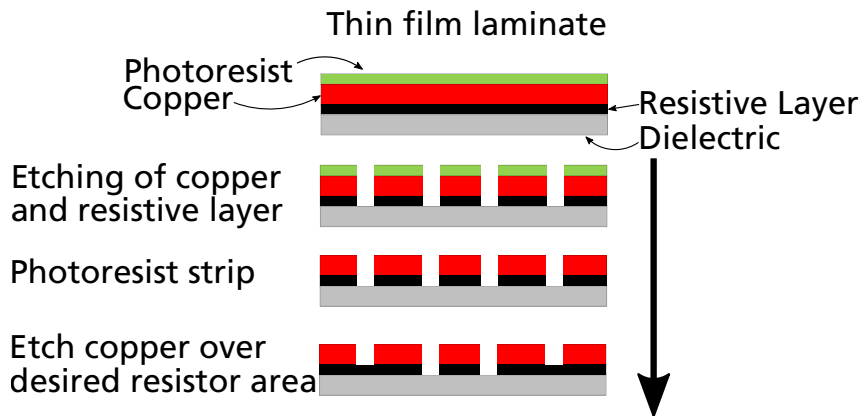 Thin film laminate
Photoresist
Copper
Resistive Layer
Dielectric
Etching of copper
and resistive layer
Photoresist strip
Etch copper over
desired resistor area